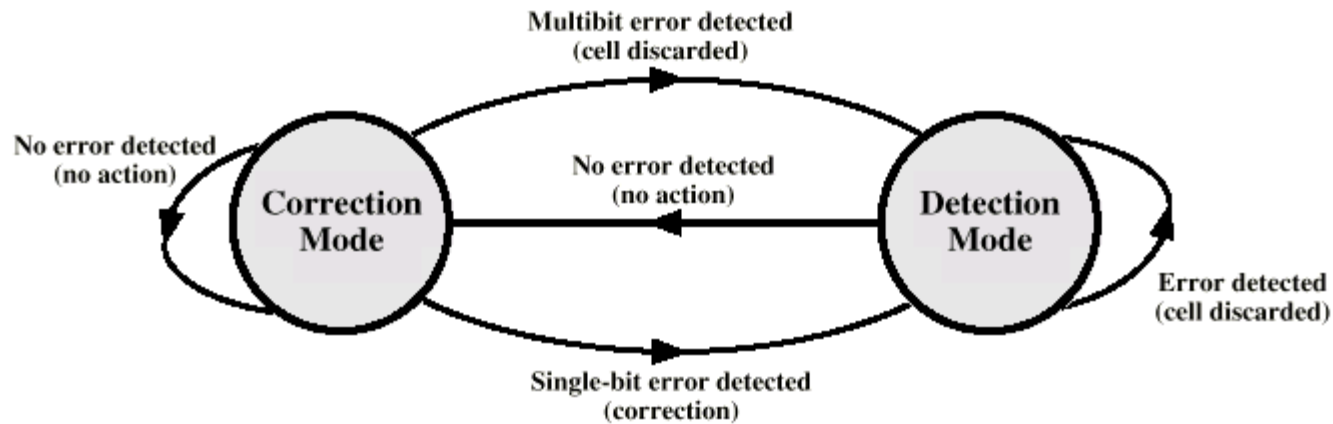 Multibit error detected
(cell discarded)
No error detected
(no action)
No error detected
(no action)
Correction
Mode
Detection
Mode
Error detected
(cell discarded)
Single-bit error detected
(correction)